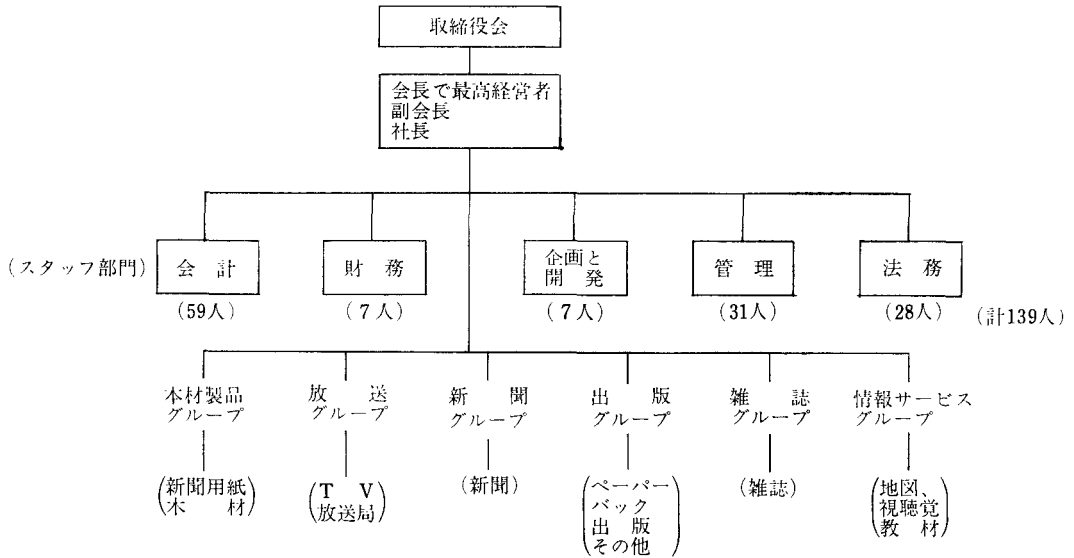 取締役会
会長で最高経営者
副会長
社長
(スタッフ部門)
会計
(59人)
財務
(7人)
企画と
開発
(7人)
管理
(31人)
法務
(28人)
(計139人)
木材製品
グループ
(新聞用紙
木材)
放送
グループ
(TV
放送局)
新聞
グループ
(新聞)
出版
グループ
(ペーパー
バック
出版
その他)
雑誌
グループ
(雑誌)
情報サービス
グループ
(地図、
視聴覚
教材)